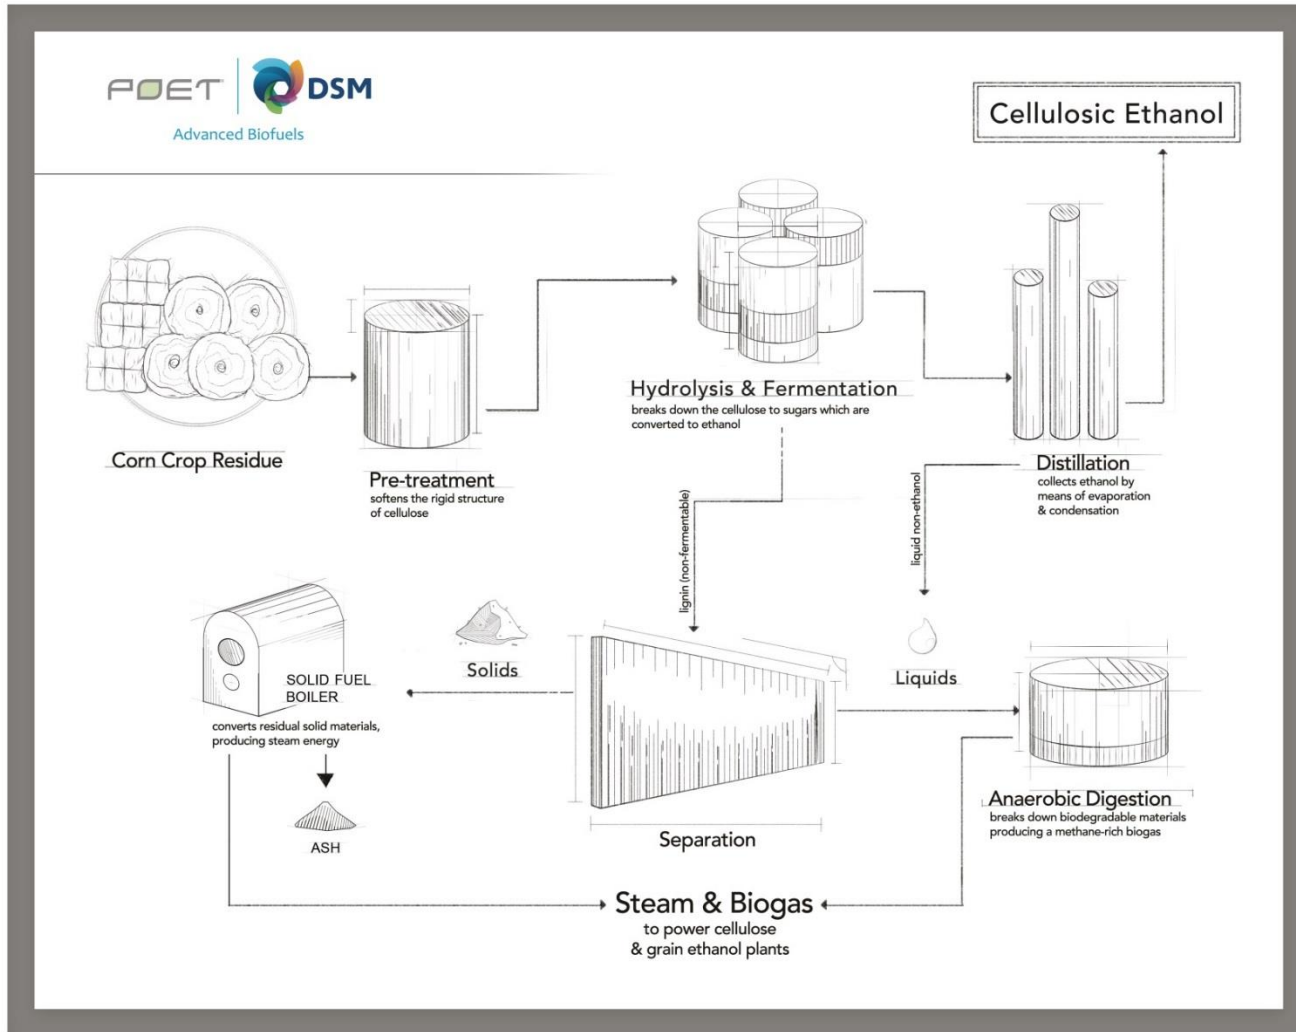 POET
DSM
Advanced Biofuels
Cellulosic Ethanol
Corn Crop Residue
Pre-treatment
softens the rigid structure
of cellulose
Hydrolysis & Fermentation
breaks down the cellulose to sugars which are
converted to ethanol
Distillation
collects ethanol by
means of evaporation
& condensation
lignin (non-fermentable)
liquid non-ethanol
SOLID FUEL
BOILER
converts residual solid materials,
producing steam energy
ASH
Solids
Separation
Liquids
Anaerobic Digestion
breaks down biodegradable materials
producing a methane-rich biogas
Steam & Biogas
to power cellulose
& grain ethanol plants